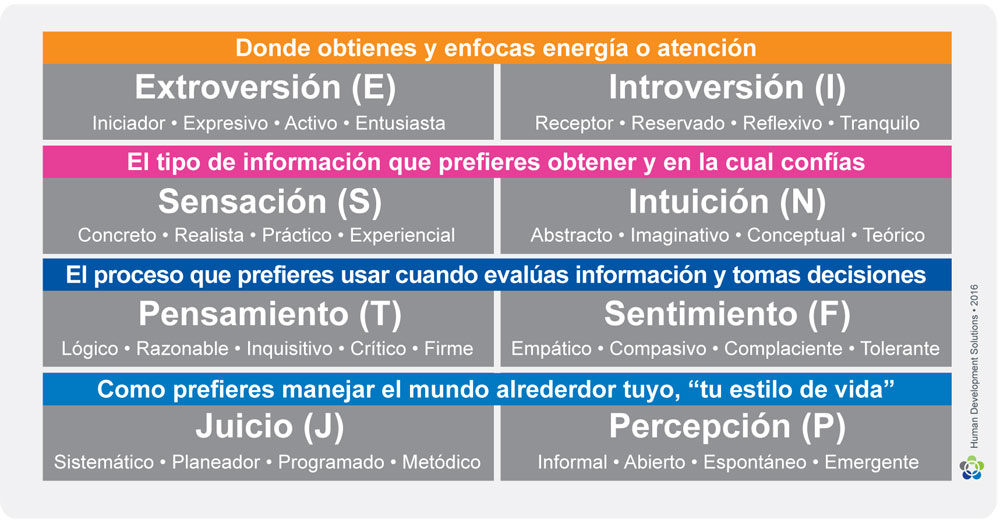 Donde obtienes y enfocas energía o atención
Extroversión (E)
Iniciador • Expresivo • Activo • Entusiasta
Introversión (I)
Receptor • Reservado • Reflexivo • Tranquilo
El tipo de información que prefieres obtener y en la cual confías
Sensación (S)
Concreto • Realista • Práctico • Experiencial
Intuición (N)
Abstracto • Imaginativo • Conceptual • Teórico
El proceso que prefieres usar cuando evalúas información y tomas decisiones
Pensamiento (T)
Lógico • Razonable • Inquisitivo • Crítico • Firme
Sentimiento (F)
Empático • Compasivo • Complaciente • Tolerante
Como prefieres manejar el mundo alrederdor tuyo, “tu estilo de vida”
Juicio (J)
Sistemático • Planeador • Programado • Metódico
Percepción (P)
Informal • Abierto • Espontáneo • Emergente
Human Development Solutions • 2016